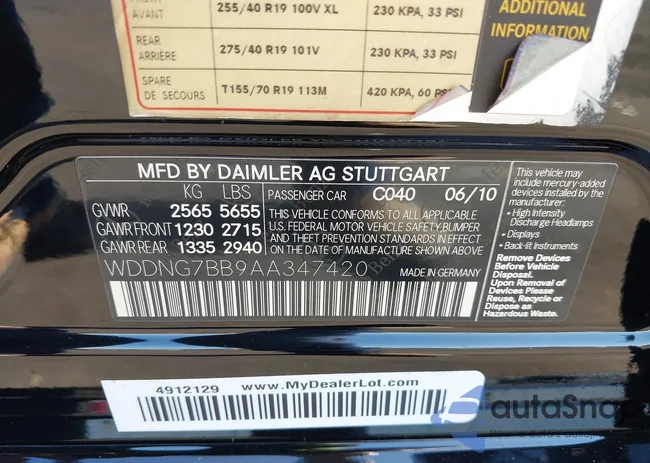 AVANT 255/40 R19 100V XL 230 KPA, 33 PSI
REAR
ARRIÈRE 275/40 R19 101V 230 KPA, 33 PSI
SPARE
DE SECOURS T155/70 R19 113M 420 KPA, 60 PSI
ADDITIONAL
INFORMATION
MFD BY DAIMLER AG STUTTGART
KG LBS PASSENGER CAR C040 06/10
GVWR 2565 5655
GAWR FRONT 1230 2715
GAWR REAR 1335 2940
THIS VEHICLE CONFORMS TO ALL APPLICABLE
U.S. FEDERAL MOTOR VEHICLE SAFETY, BUMPER
AND THEFT PREVENTION STANDARDS IN EFFECT
ON THE DATE OF MANUFACTURE SHOWN ABOVE
WDDNG7BB9AA347420 MADE IN GERMANY
This vehicle may
include mercury-added
devices installed by the
manufacturer:
• High Intensity
Discharge Headlamps
• Displays
• Back-lit Instruments
Remove Devices
Before Vehicle
Disposal.
Upon Removal of
Devices Please
Reuse, Recycle or
Dispose as
Hazardous Waste.
4912129 www.MyDealerLot.com
autoSnap